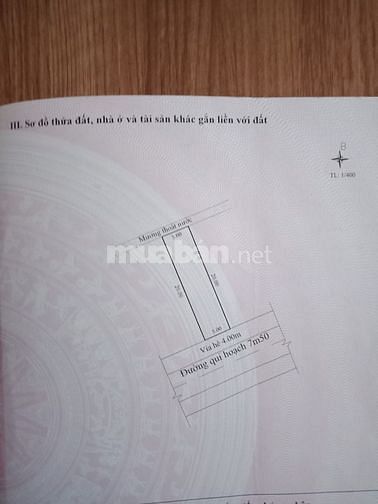 III. Sơ đồ thửa đất, nhà ở và tài sản khác gắn liền với đất
B
TL: 1/400
Mương thoát nước
5.00
muaban.net
20.00
20.00
5.00
Vỉa hè 4.00m
Đường qui hoạch 7m50